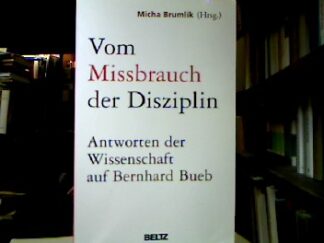 Micha Brumlik (Hrsg.)
Vom
Missbrauch
der Disziplin
Antworten der
Wissenschaft
auf Bernhard Bueb
BELTZ